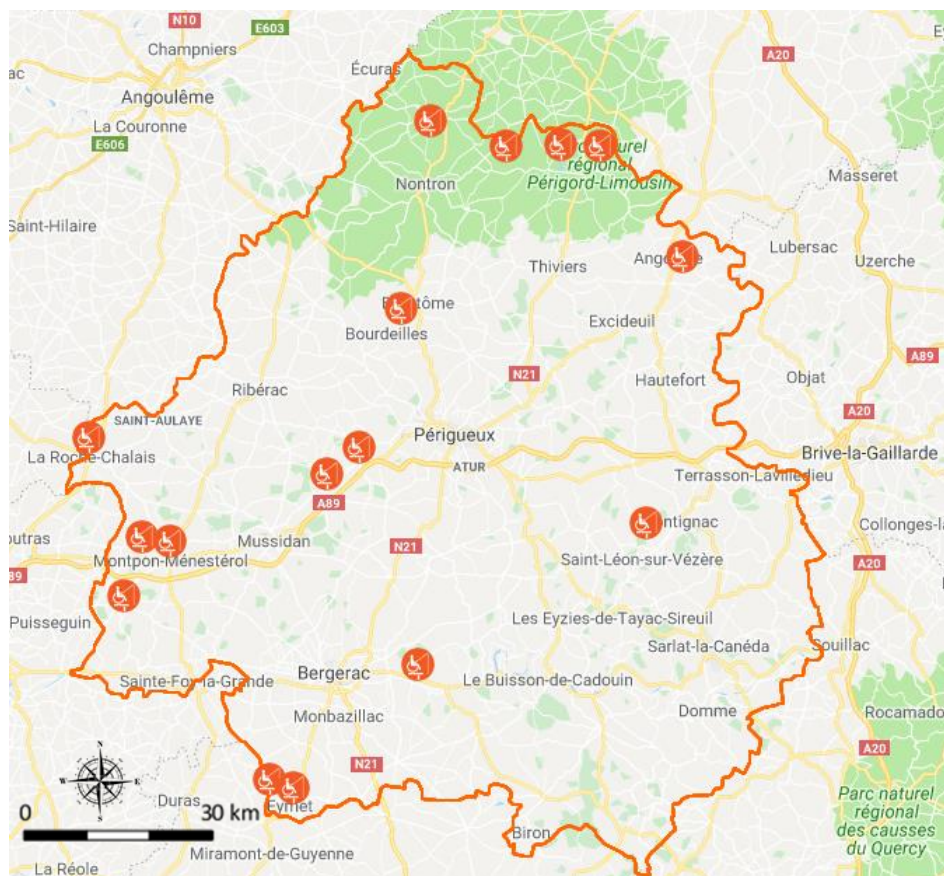 N10
E603
Champniers
Écuras
A20
Angoulême
La Couronne
E606
Nontron
régional
Périgord-Limousin
Masseret
Saint-Hilaire
Lubersac
Uzerche
Thiviers
Bourdeilles
Excideuil
A89
N21
Hautefort
Objat
Ribérac
A20
SAINT-AULAYE
Périgueux
La Roche-Chalais
ATUR
Brive-la-Gaillarde
Terrasson-Lavilledieu
A89
Mussidan
N21
Montpon-Ménestérol
Saint-Léon-sur-Vézère
Collonges-la-
A20
89
Puisseguin
Les Eyzies-de-Tayac-Sireuil
Sarlat-la-Canéda
Souillac
Bergerac
Sainte-Foy-la-Grande
Le Buisson-de-Cadouin
Monbazillac
Domme
Rocamado
A20
N
W
E
S
N21
0
30 km
Duras
Eymet
Parc naturel
régional
des causses
du Quercy
Biron
Miramont-de-Guyenne
La Réole